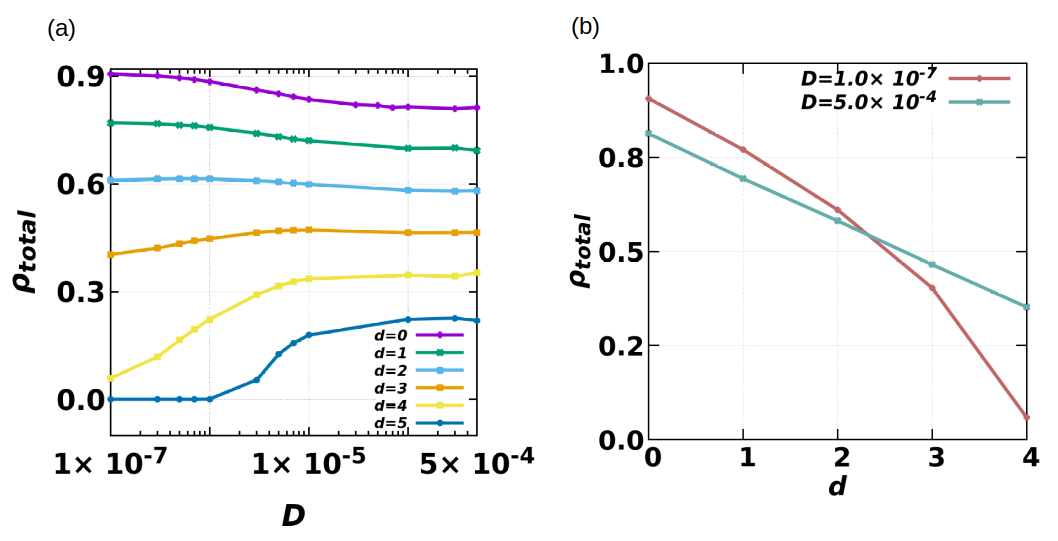 (a)
0.9
0.6
0.3
0.0
ρtotal
1× 10-7
1× 10-5
5× 10-4
D
d=0
d=1
d=2
d=3
d=4
d=5
(b)
1.0
0.8
0.5
0.2
0.0
ρtotal
0
1
2
3
4
d
D=1.0× 10-7
D=5.0× 10-4